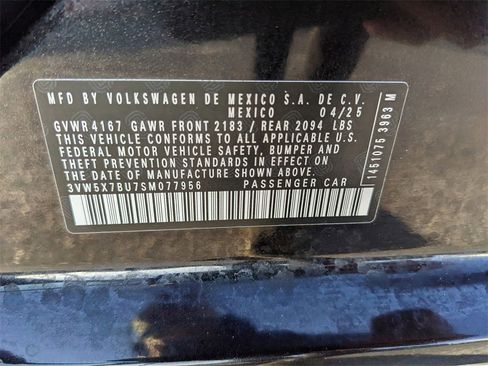 MFD BY VOLKSWAGEN DE MEXICO S.A. DE C.V.
MEXICO 04/25
GVWR 4167 GAWR FRONT 2183 / REAR 2094 LBS
THIS VEHICLE CONFORMS TO ALL APPLICABLE U.S.
FEDERAL MOTOR VEHICLE SAFETY, BUMPER AND
THEFT PREVENTION STANDARDS IN EFFECT ON
THE DATE OF MANUFACTURE SHOWN ABOVE.
3VW5X7BU7SM077956 PASSENGER CAR
1451075 3963 M